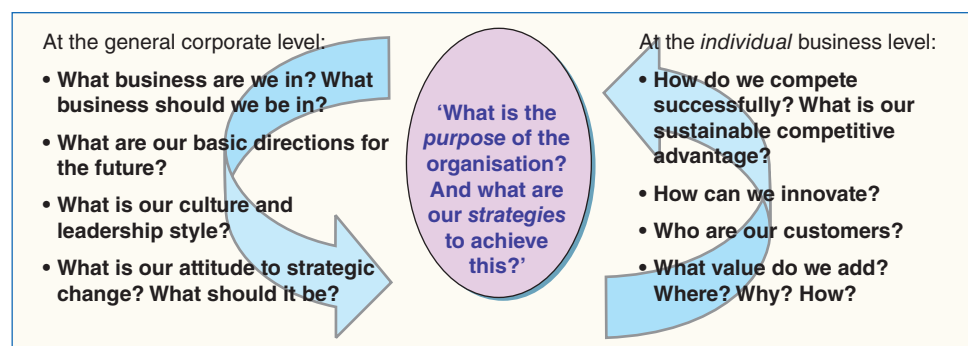 At the general corporate level:
• What business are we in? What
business should we be in?
• What are our basic directions for
the future?
• What is our culture and
leadership style?
• What is our attitude to strategic
change? What should it be?
‘What is the
purpose of the
organisation?
And what are
our strategies
to achieve
this?’
At the individual business level:
• How do we compete
successfully? What is our
sustainable competitive
advantage?
• How can we innovate?
• Who are our customers?
• What value do we add?
Where? Why? How?